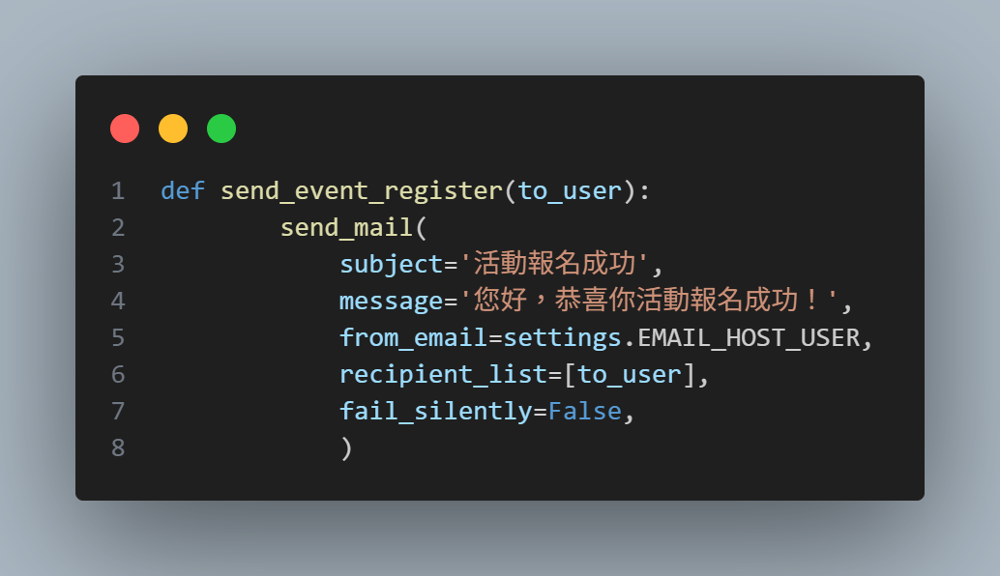 1 def send_event_register(to_user):
2         send_mail(
3             subject='活動報名成功',
4             message='您好，恭喜你活動報名成功！',
5             from_email=settings.EMAIL_HOST_USER,
6             recipient_list=[to_user],
7             fail_silently=False,
8             )